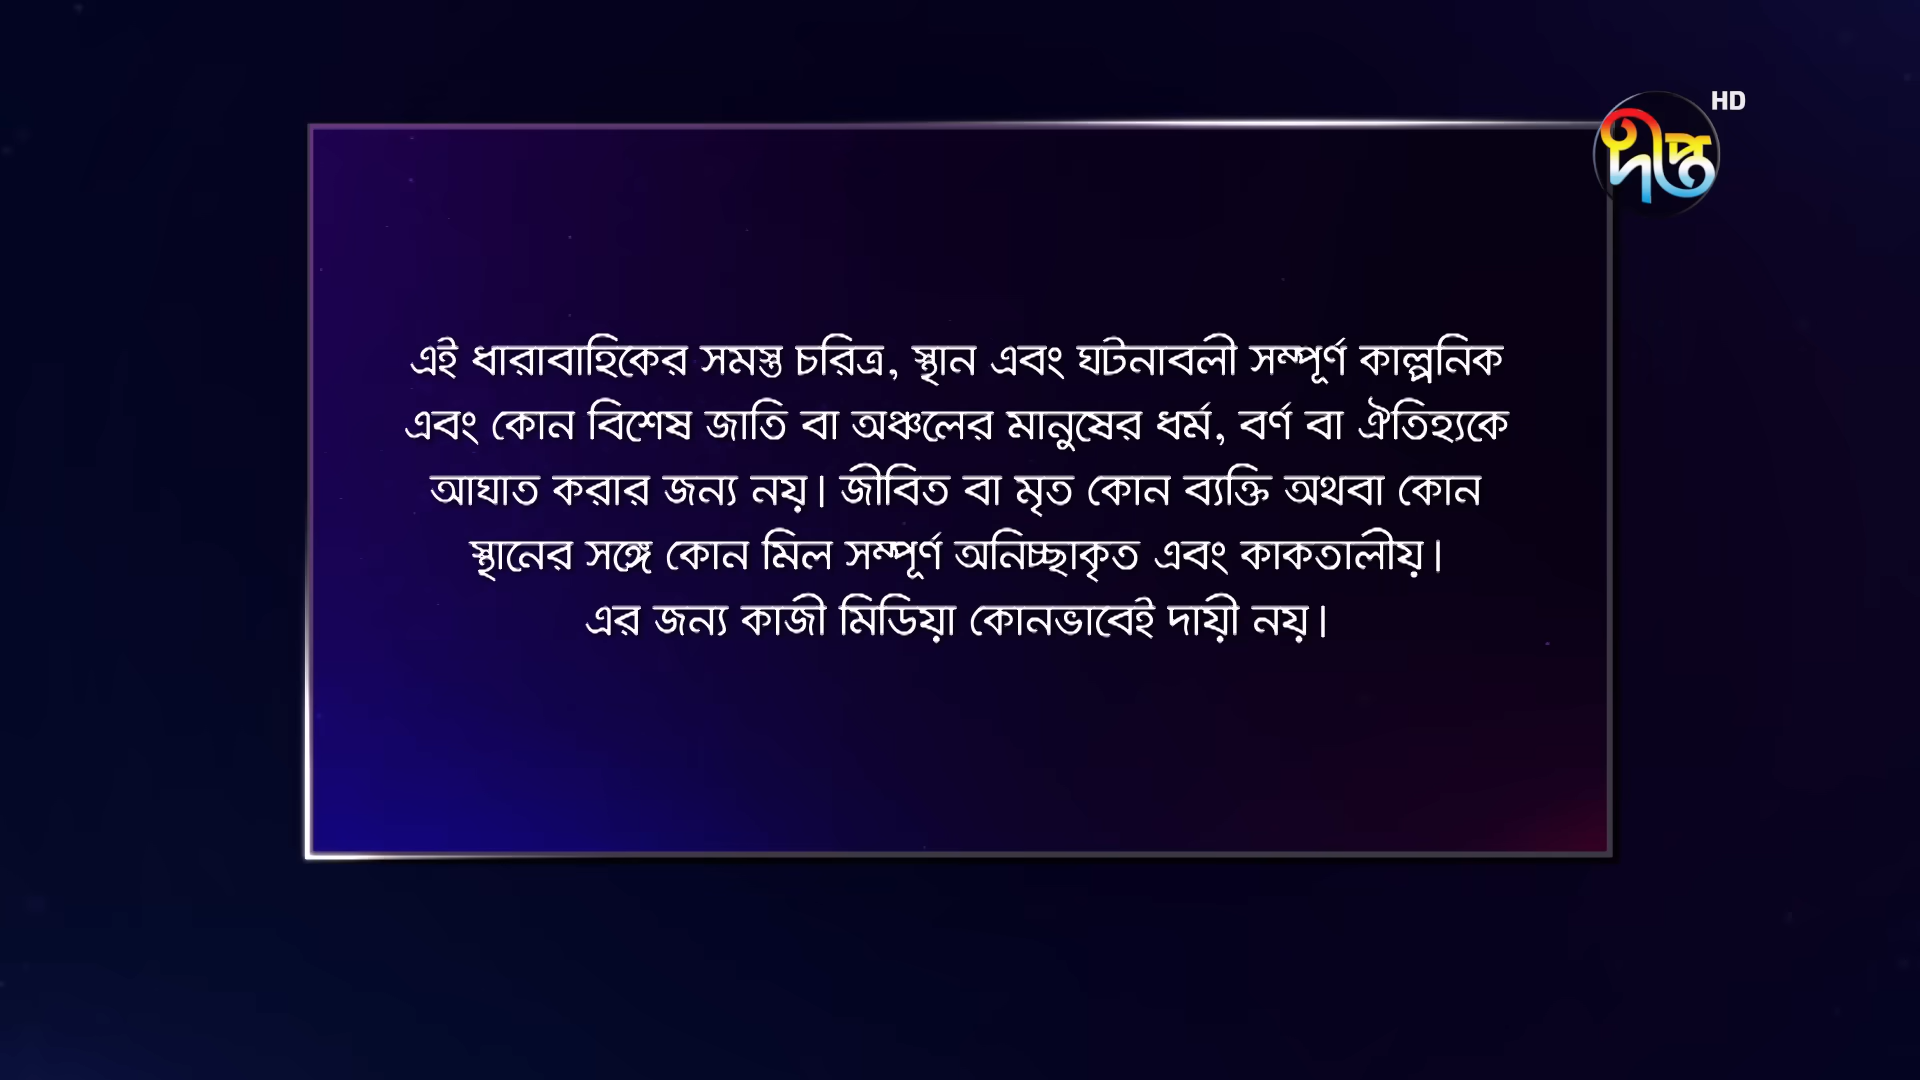 HD
দীপ্ত
এই ধারাবাহিকের সমস্ত চরিত্র, স্থান এবং ঘটনাবলী সম্পূর্ণ কাল্পনিক
এবং কোন বিশেষ জাতি বা অঞ্চলের মানুষের ধর্ম, বর্ণ বা ঐতিহ্যকে
আঘাত করার জন্য নয়। জীবিত বা মৃত কোন ব্যক্তি অথবা কোন
স্থানের সঙ্গে কোন মিল সম্পূর্ণ অনিচ্ছাকৃত এবং কাকতালীয়।
এর জন্য কাজী মিডিয়া কোনভাবেই দায়ী নয়।